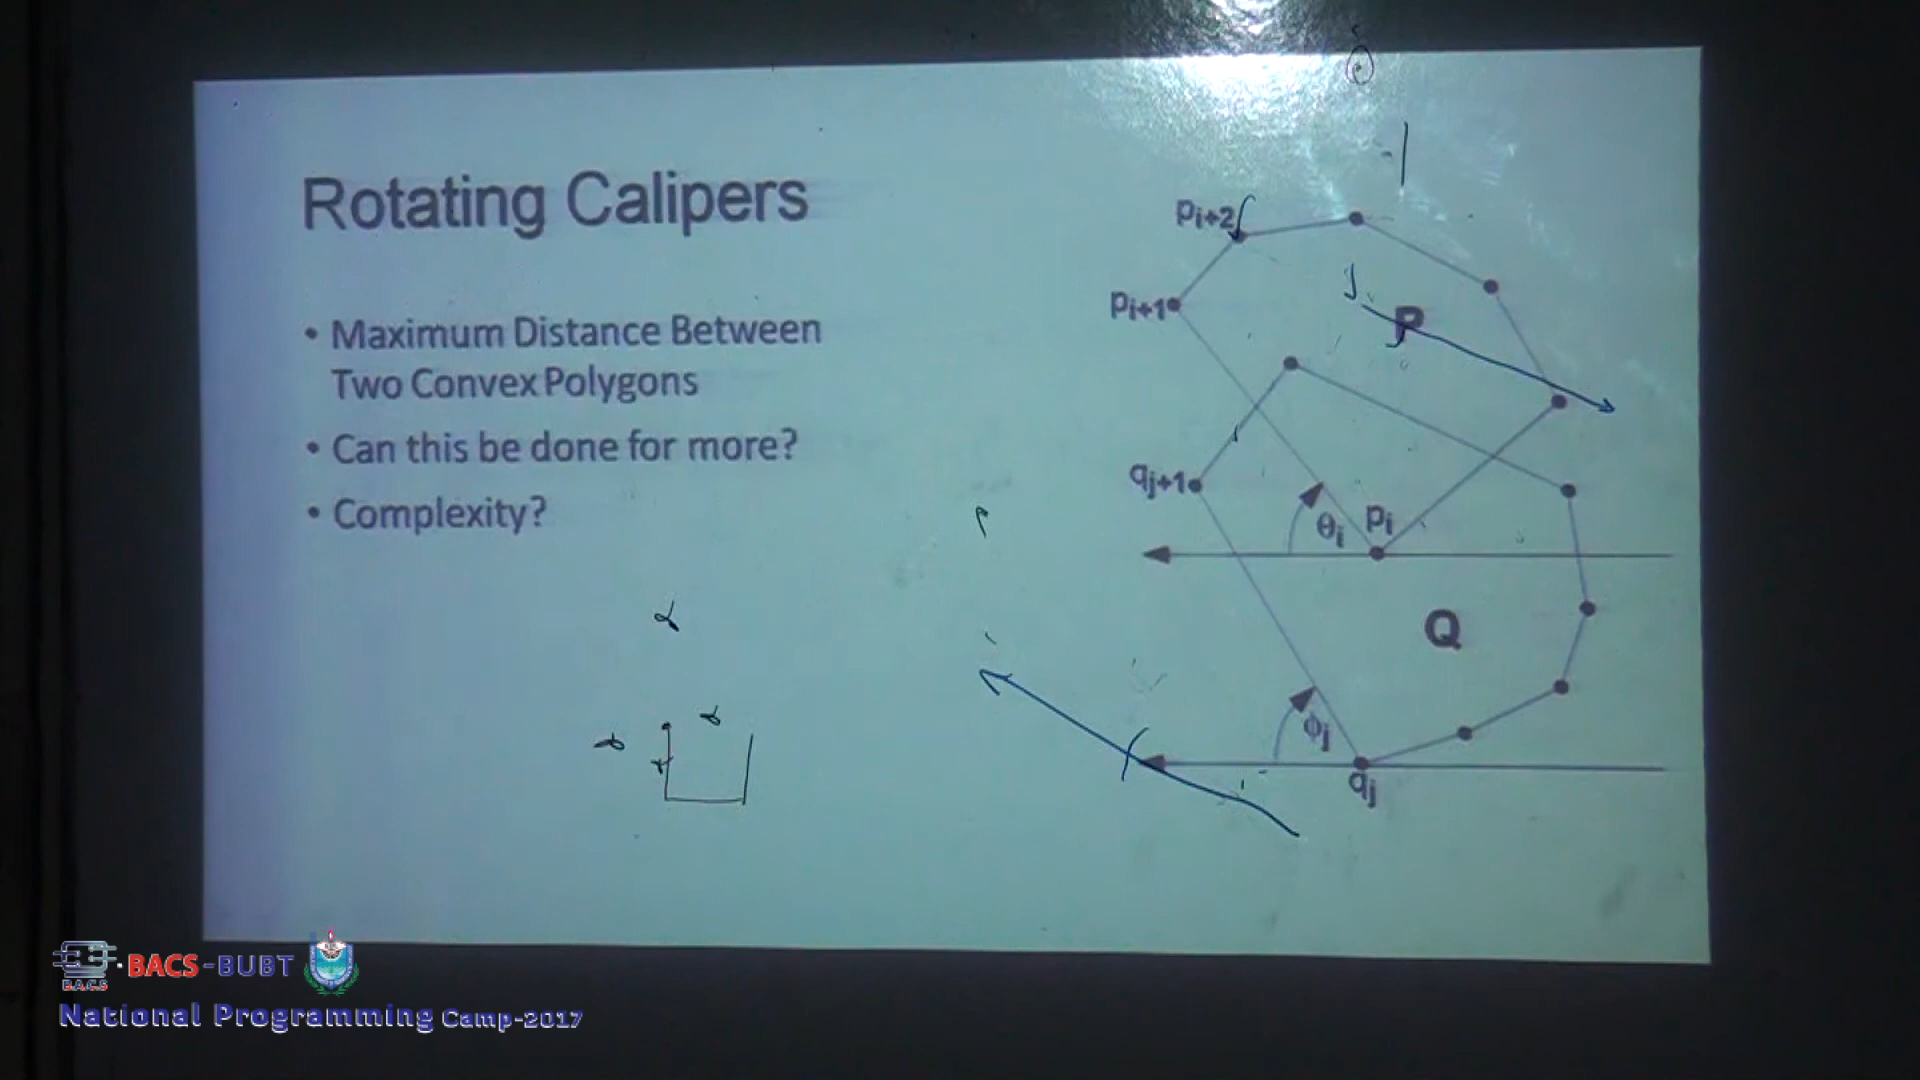 Rotating Calipers
• Maximum Distance Between
Two Convex Polygons
• Can this be done for more?
• Complexity?
pi+2
pi+1
P
qj+1
θi
pi
Q
ϕj
qj
B.A.C.S
BACS-BUBT
National Programming Camp-2017